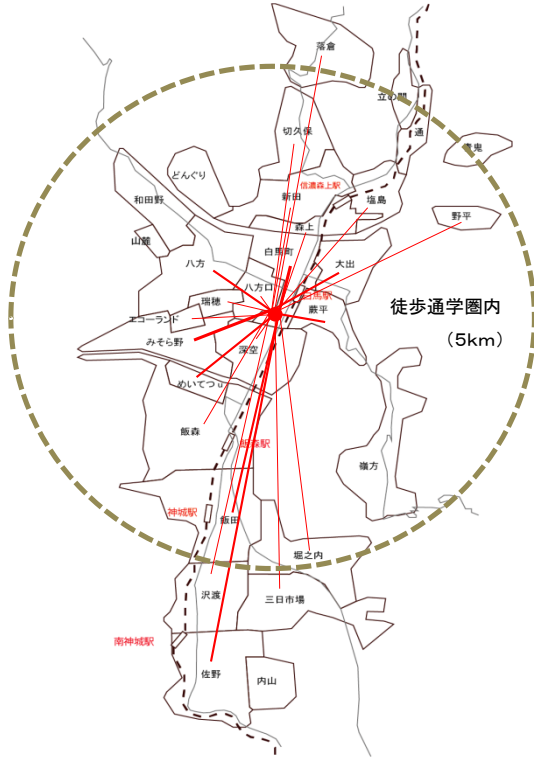 落倉
立の間
通
切久保
青鬼
どんぐり
信濃森上駅
和田野
新田
塩島
野平
森上
山麓
白馬町
八方
大出
八方口
白馬駅
瑞穂
徒歩通学圏内
蕨平
エコーランド
(5km)
みそら野
深空
めいてつ u
飯森
飯森駅
嶺方
神城駅
飯田
堀之内
沢渡
三日市場
南神城駅
佐野
内山